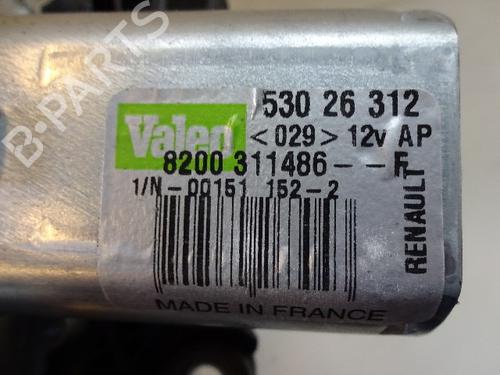 B-PARTS
Valeo
530 26 312
<029> 12v AP
8200 311486--F
1/N-00151 152-2
RENAULT
MADE IN FRANCE